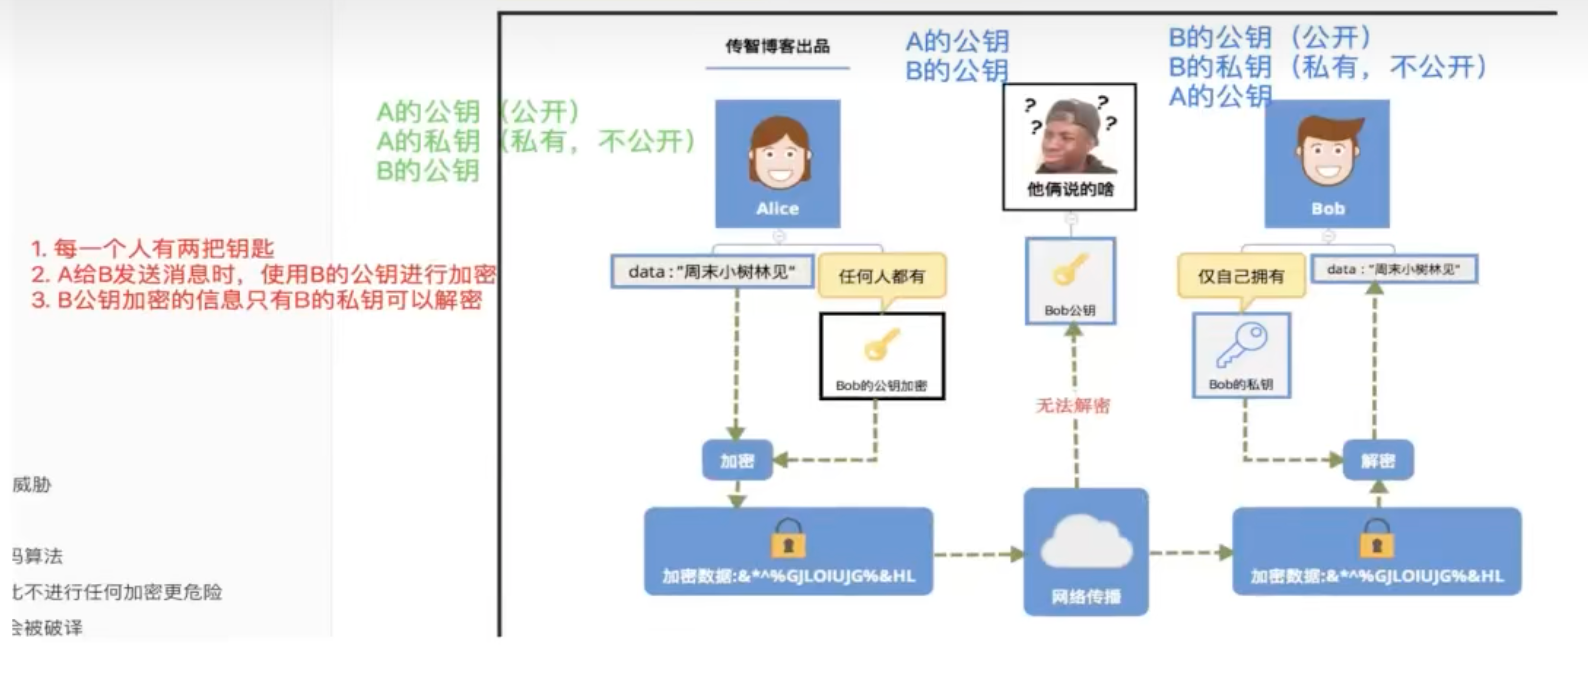 传智博客出品
A的公钥
B的公钥
B的公钥（公开）
B的私钥（私有，不公开）
A的公钥
A的公钥（公开）
A的私钥（私有，不公开）
B的公钥
? ? ? ?
他俩说的啥
Alice
Bob
1. 每一个人有两把钥匙
2. A给B发送消息时，使用B的公钥进行加密
3. B公钥加密的信息只有B的私钥可以解密
data:"周末小树林见"
任何人都有
Bob公钥
仅自己拥有
data："周末小树林见"
Bob的公钥加密
Bob的私钥
无法解密
加密
解密
威胁
码算法
比不进行任何加密更危险
会被破译
加密数据:&*^%GJLOIUJG%&HL
网络传播
加密数据:&*^%GJLOIUJG%&HL